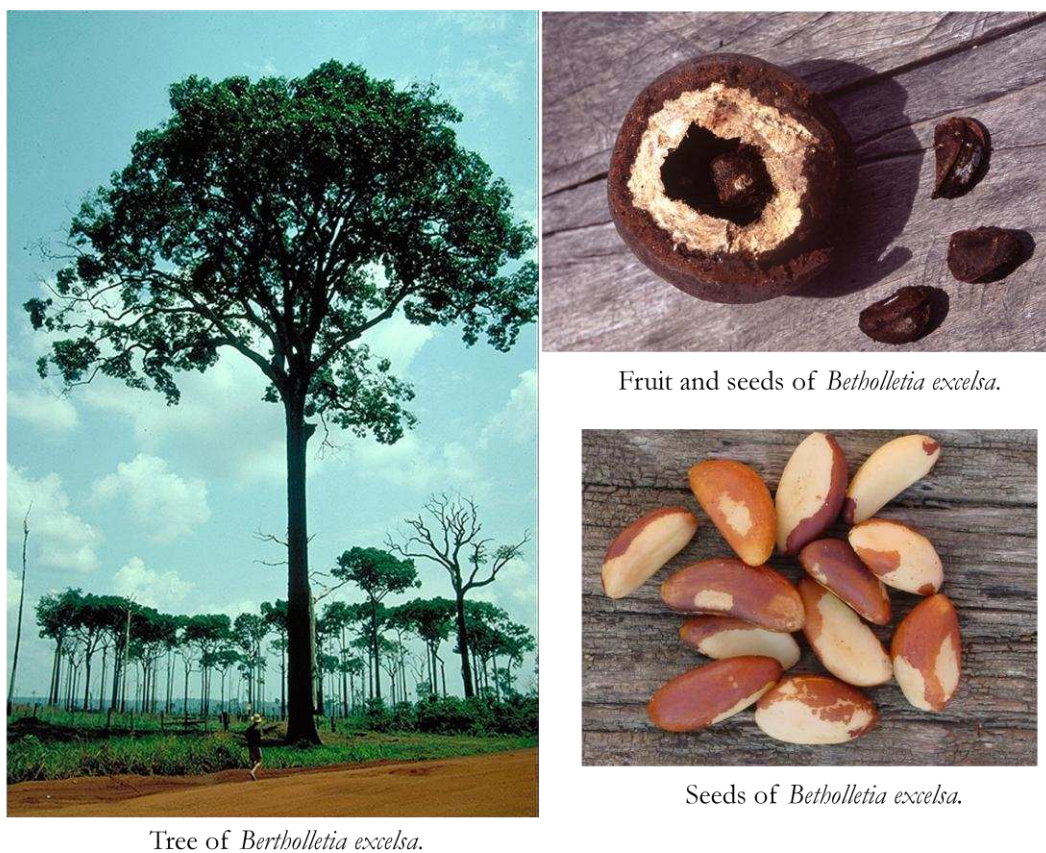 Fruit and seeds of Betholletia excelsa.
Seeds of Betholletia excelsa.
Tree of Bertholletia excelsa.